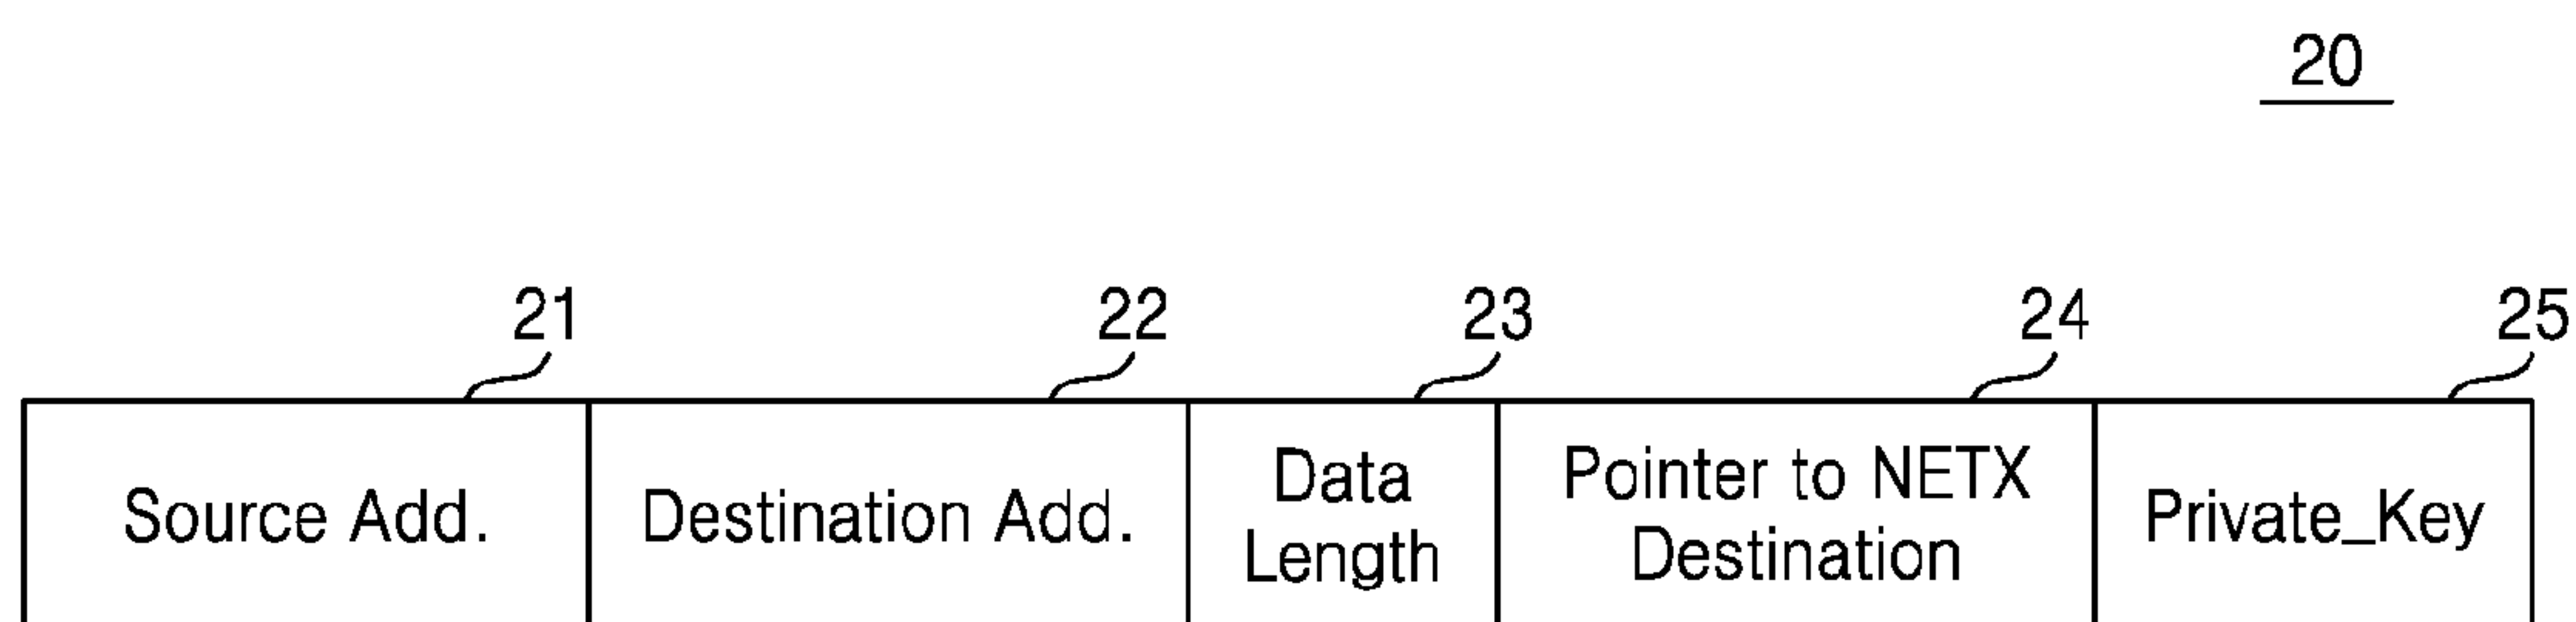 20
21 22 23 24 25
Source Add. Destination Add. Data Length Pointer to NETX Destination Private_Key